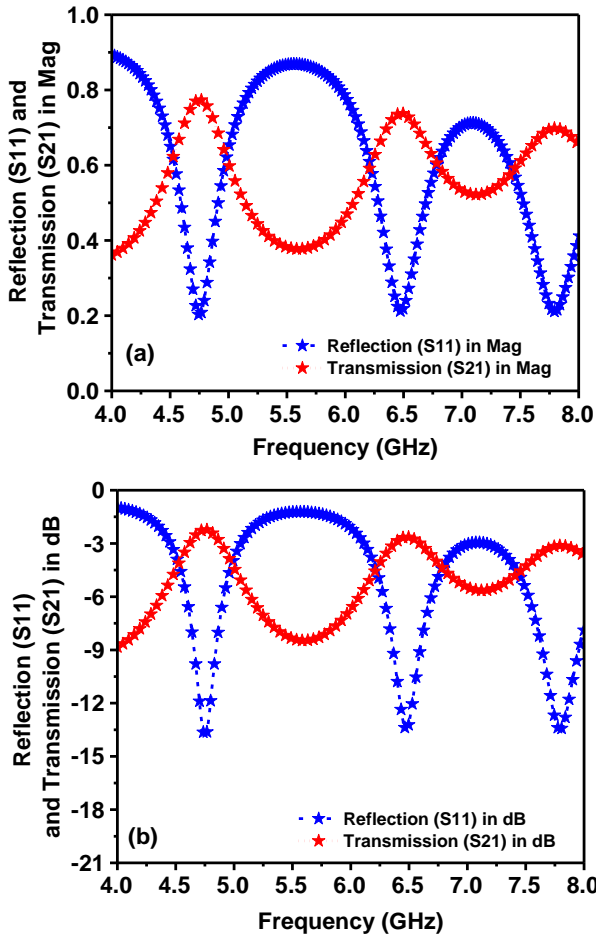 Reflection (S11) and
Transmission (S21) in Mag
1.0
0.8
0.6
0.4
0.2
0.0
(a)
Reflection (S11) in Mag
Transmission (S21) in Mag
4.0 4.5 5.0 5.5 6.0 6.5 7.0 7.5 8.0
Frequency (GHz)
Reflection (S11)
and Transmission (S21) in dB
0
-3
-6
-9
-12
-15
-18
-21
(b)
Reflection (S11) in dB
Transmission (S21) in dB
4.0 4.5 5.0 5.5 6.0 6.5 7.0 7.5 8.0
Frequency (GHz)